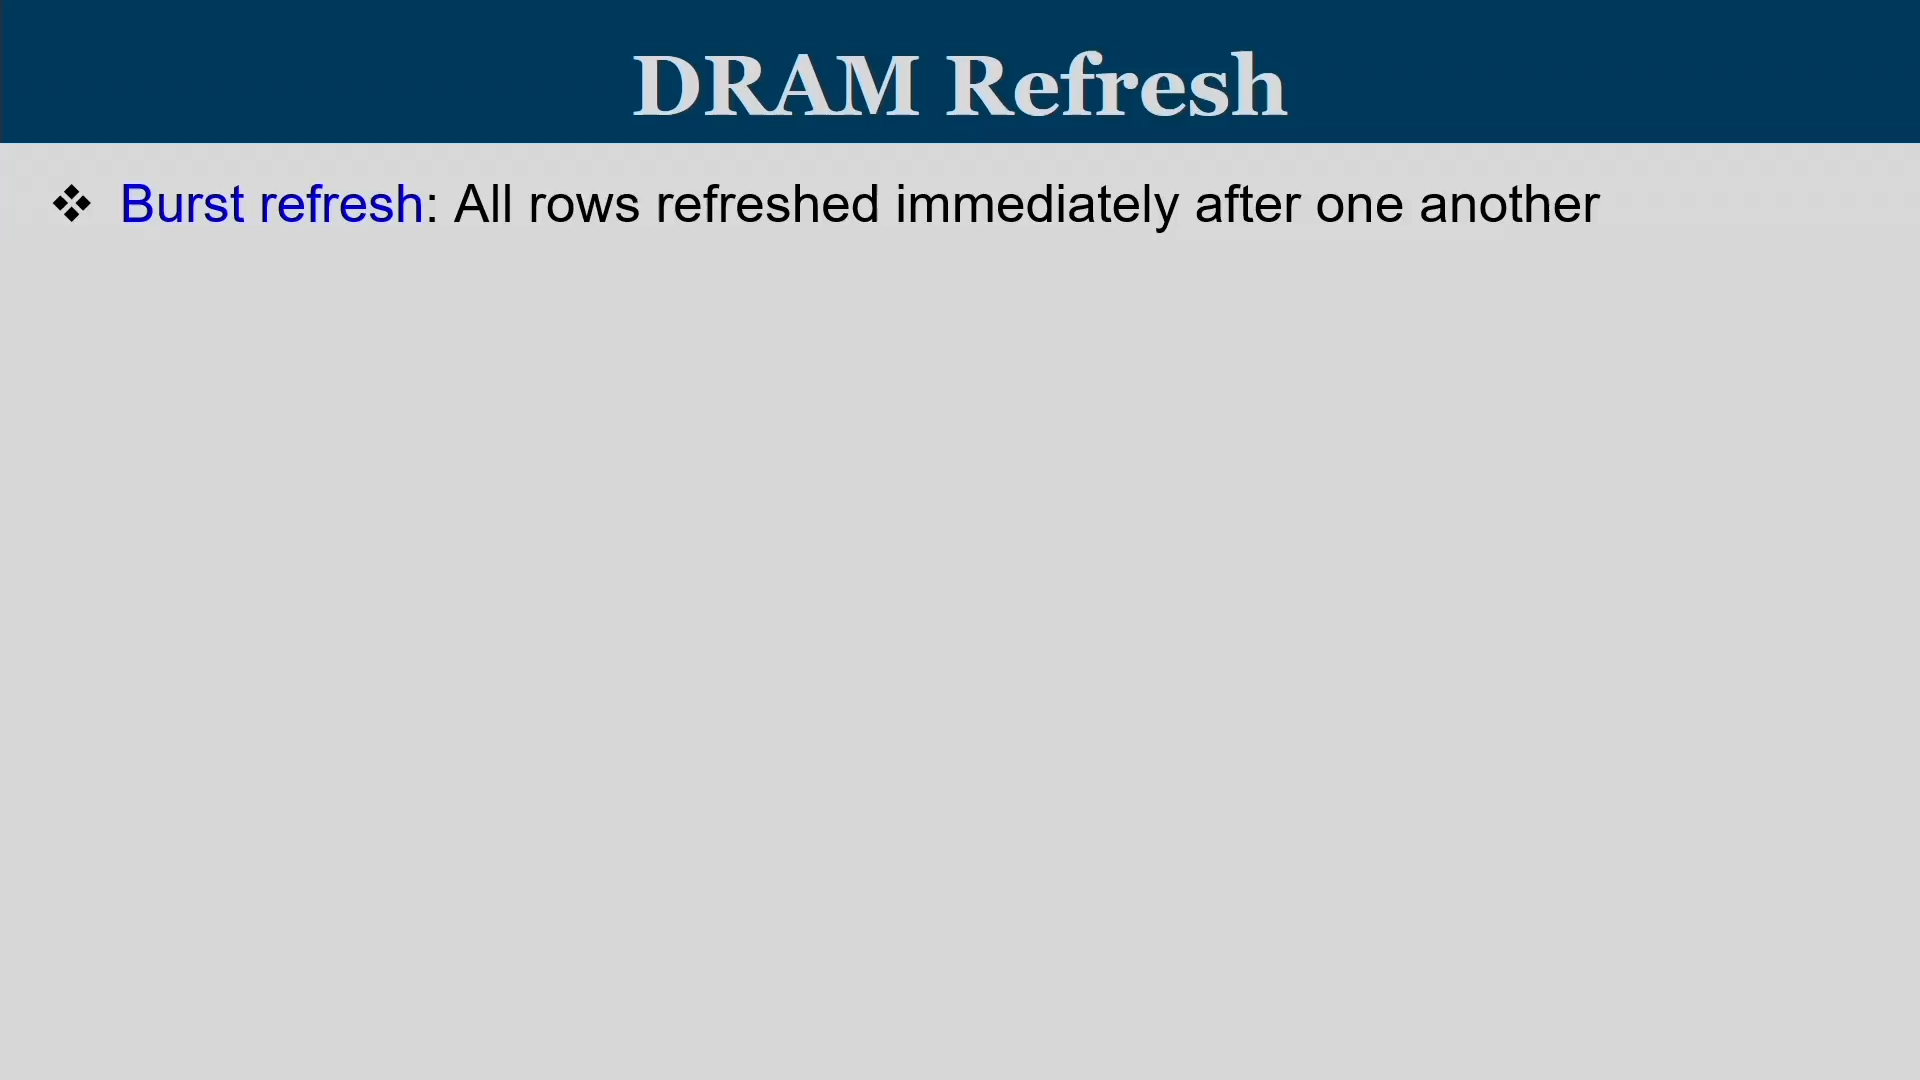 DRAM Refresh
❖ Burst refresh: All rows refreshed immediately after one another